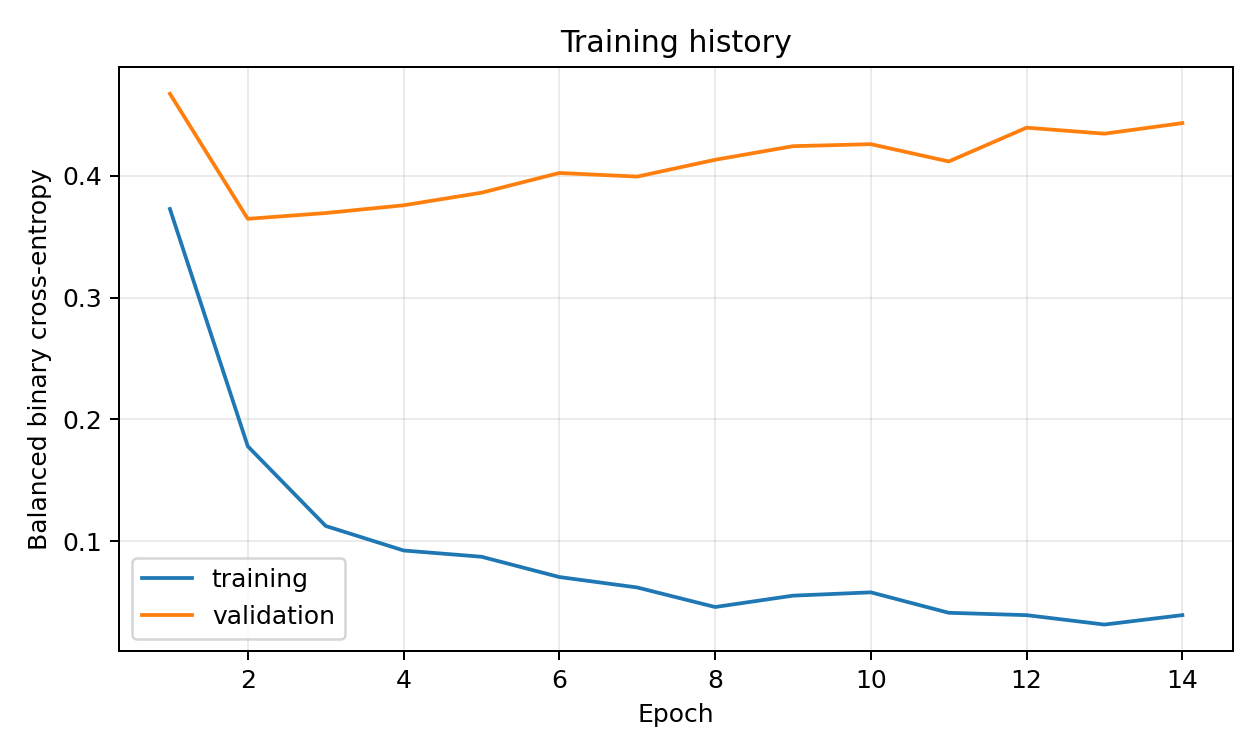 Training history
Balanced binary cross-entropy
0.4
0.3
0.2
0.1
training
validation
2 4 6 8 10 12 14
Epoch